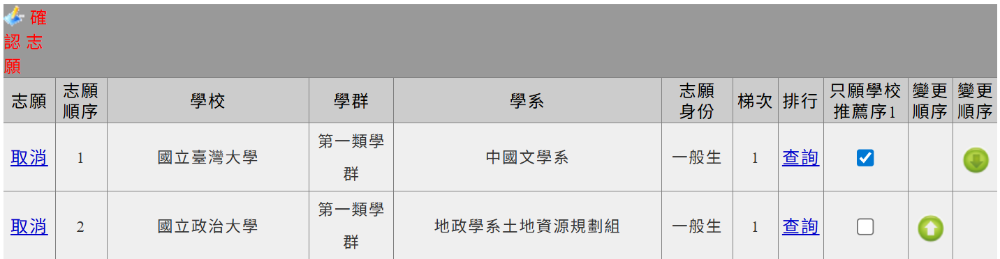 確
認志
願
志願 志願順序 學校 學群 學系 志願身份 梯次 排行 只願學校推薦序1 變更順序 變更順序
取消 1 國立臺灣大學 第一類學群 中國文學系 一般生 1 查詢
取消 2 國立政治大學 第一類學群 地政學系土地資源規劃組 一般生 1 查詢